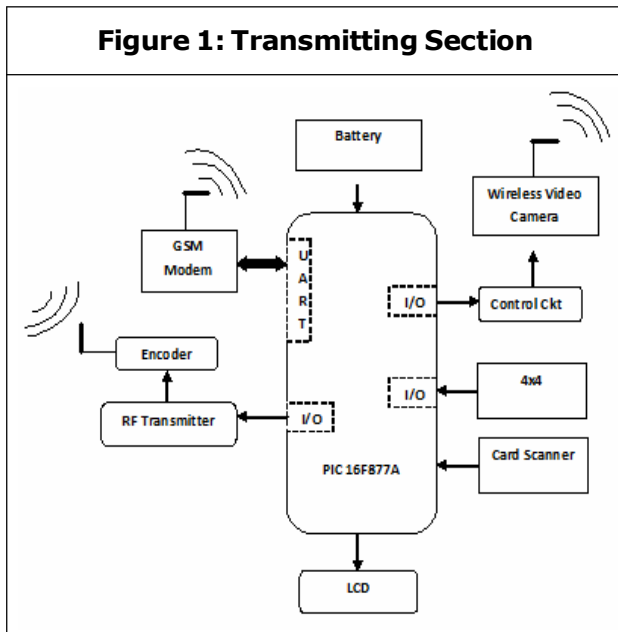 Figure 1: Transmitting Section
Battery
Wireless Video
Camera
GSM
Modem
U
A
R
T
I/O
Control Ckt
Encoder
I/O
4x4
RF Transmitter
I/O
Card Scanner
PIC 16F877A
LCD